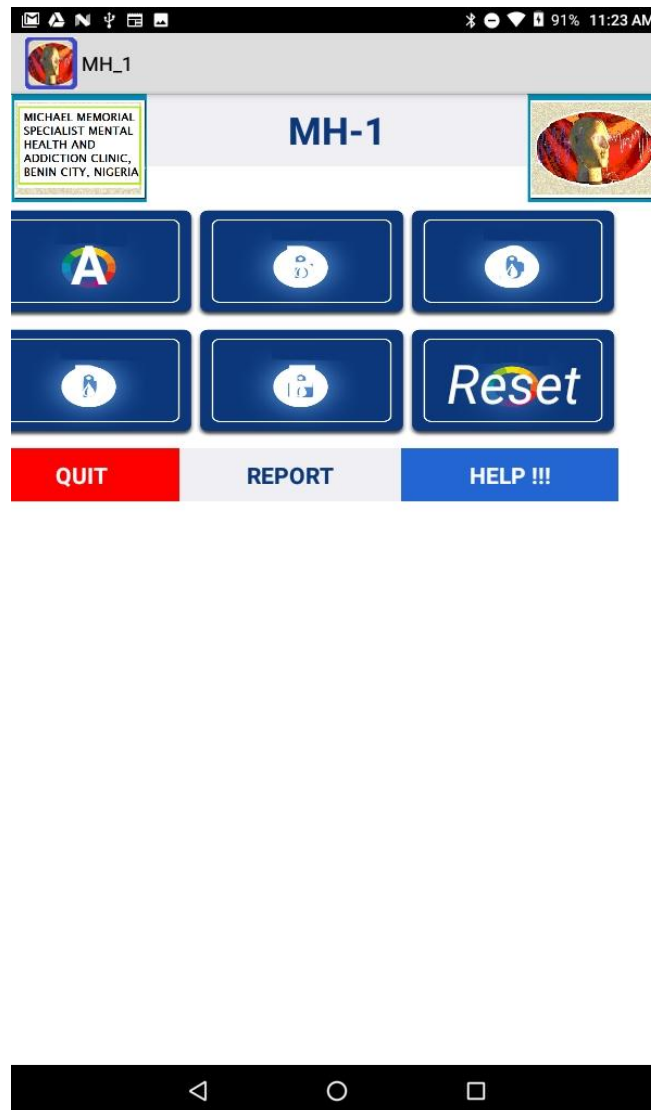 91% 11:23 AM
MH_1
MICHAEL MEMORIAL
SPECIALIST MENTAL
HEALTH AND
ADDICTION CLINIC,
BENIN CITY, NIGERIA
MH-1
A
Reset
QUIT REPORT HELP !!!